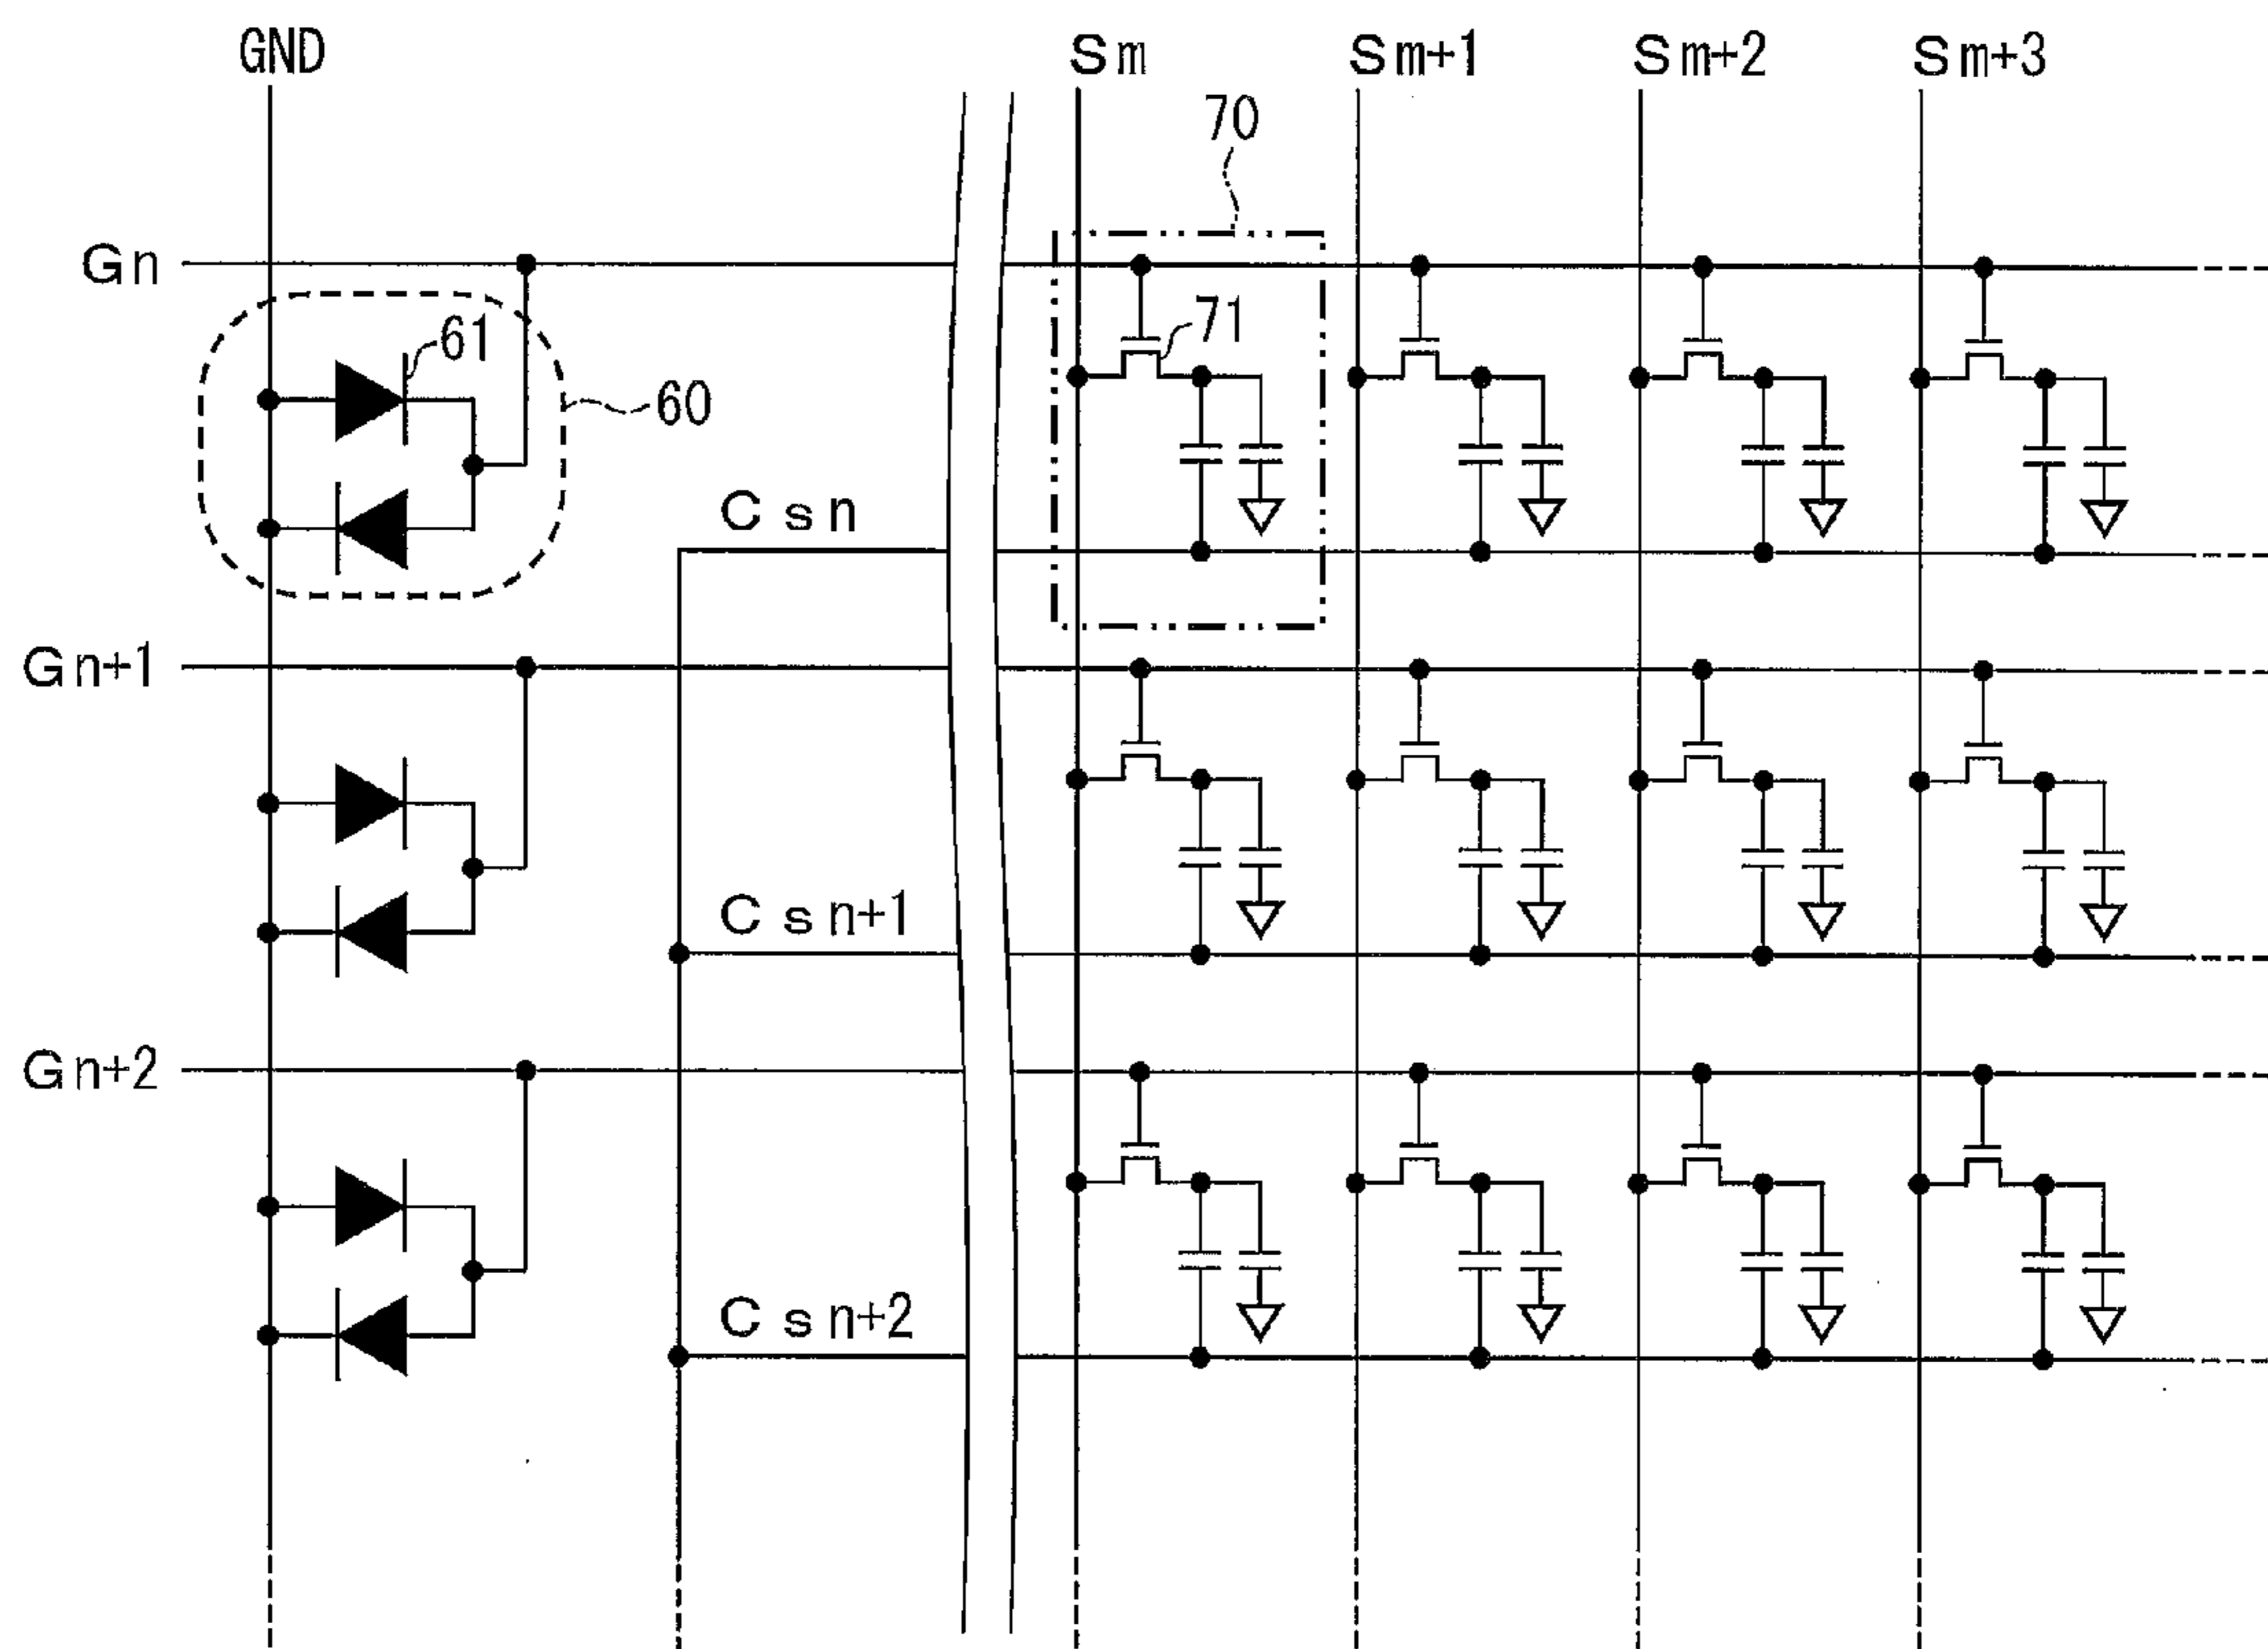 GND
Sm
Sm+1
Sm+2
Sm+3
70
Gn
71
61
60
Csn
Gn+1
Csn+1
Gn+2
Csn+2